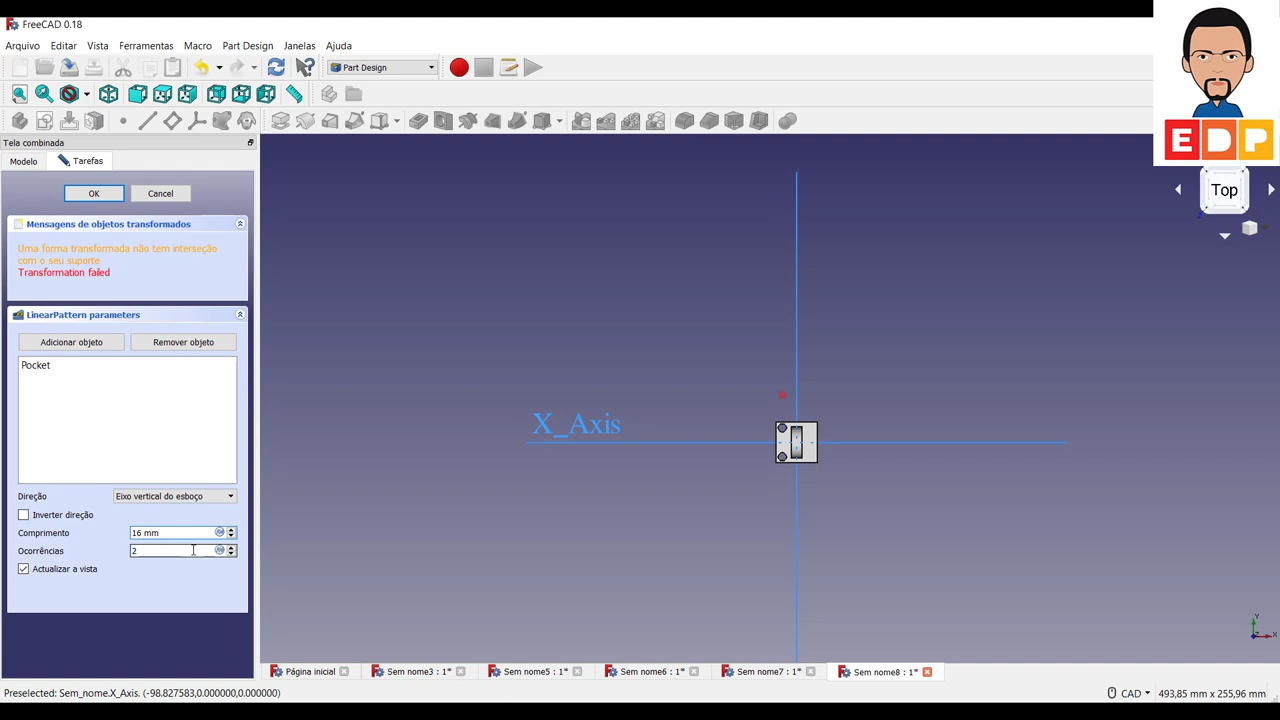 FreeCAD 0.18
Arquivo Editar Vista Ferramentas Macro Part Design Janelas Ajuda
Part Design
EDP
Tela combinada
Modelo Tarefas
Top
OK Cancel
Mensagens de objetos transformados
Uma forma transformada não tem interseção
com o seu suporte
Transformation failed
LinearPattern parameters
Adicionar objeto Remover objeto
Pocket
X_Axis
Direção Eixo vertical do esboço
Inverter direção
Comprimento 16 mm
Ocorrências 2
Actualizar a vista
Y
Z X
Página inicial Sem nome3 : 1* Sem nome5 : 1* Sem nome6 : 1* Sem nome7 : 1* Sem nome8 : 1*
Preselected: Sem_nome.X_Axis. (-98.827583,0.000000,0.000000) CAD 493,85 mm x 255,96 mm